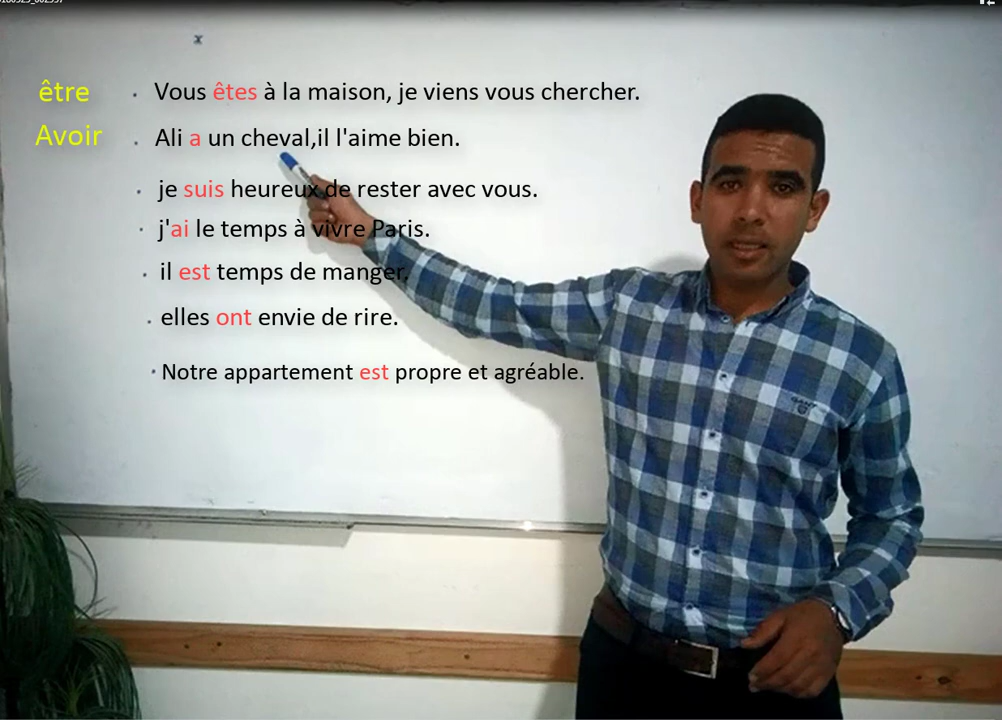 être
Vous êtes à la maison, je viens vous chercher.
Avoir
Ali a un cheval,il l'aime bien.
je suis heureux de rester avec vous.
j'ai le temps à vivre Paris.
il est temps de manger.
elles ont envie de rire.
Notre appartement est propre et agréable.
GANT